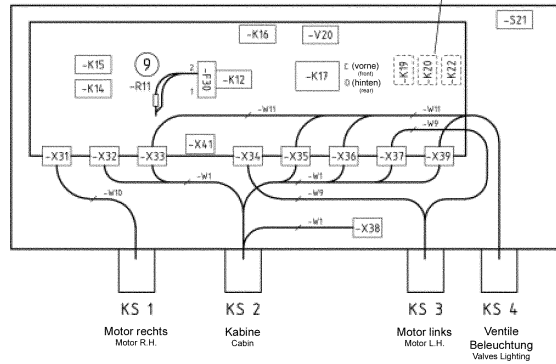 -S21
-K16
-V20
-K15
9
2
-F30
-K12
-K17
C (vorne)
(front)
-K19
-K20
-K22
-K14
-R11
1
D (hinten)
(rear)
-W11
-W11
-W9
-X41
-X31
-X32
-X33
-X34
-X35
-X36
-X37
-X39
-W10
-W1
-W1
-W9
-W1
-X38
KS 1
KS 2
KS 3
KS 4
Motor rechts
Motor R.H.
Kabine
Cabin
Motor links
Motor L.H.
Ventile
Beleuchtung
Valves Lighting